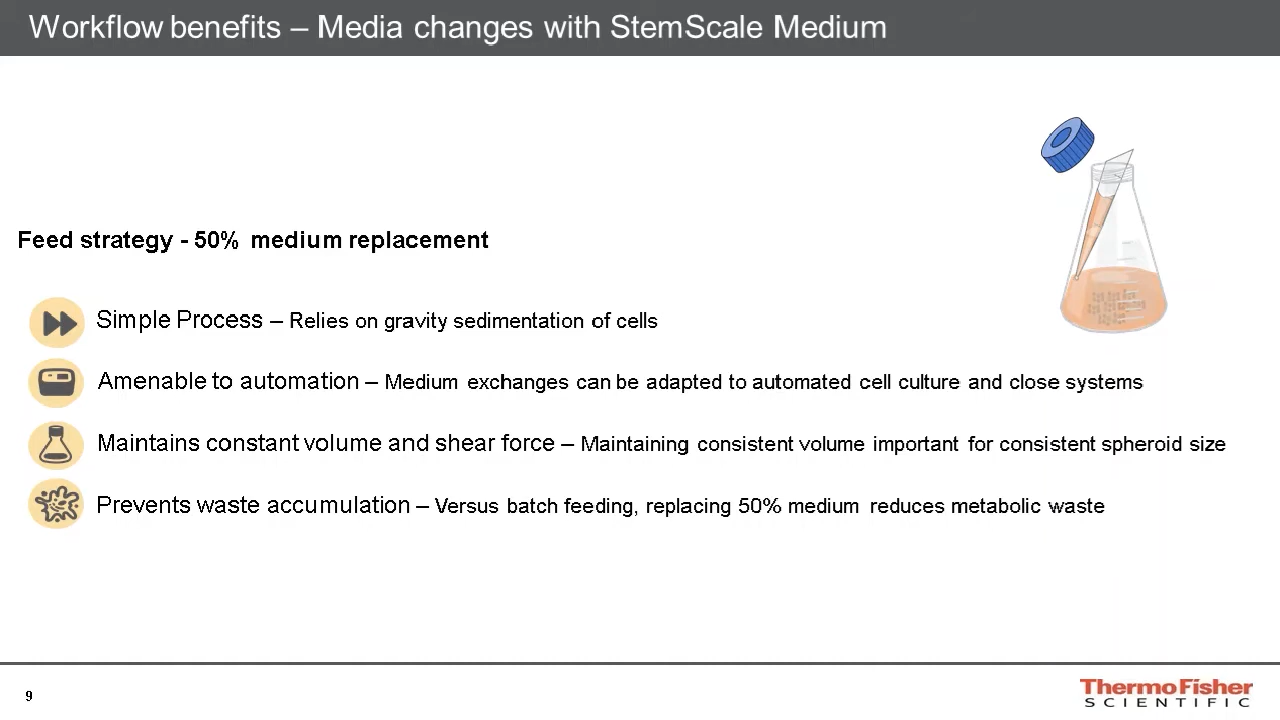 Workflow benefits – Media changes with StemScale Medium
Feed strategy - 50% medium replacement
Simple Process – Relies on gravity sedimentation of cells
Amenable to automation – Medium exchanges can be adapted to automated cell culture and close systems
Maintains constant volume and shear force – Maintaining consistent volume important for consistent spheroid size
Prevents waste accumulation – Versus batch feeding, replacing 50% medium reduces metabolic waste
9
ThermoFisher
SCIENTIFIC